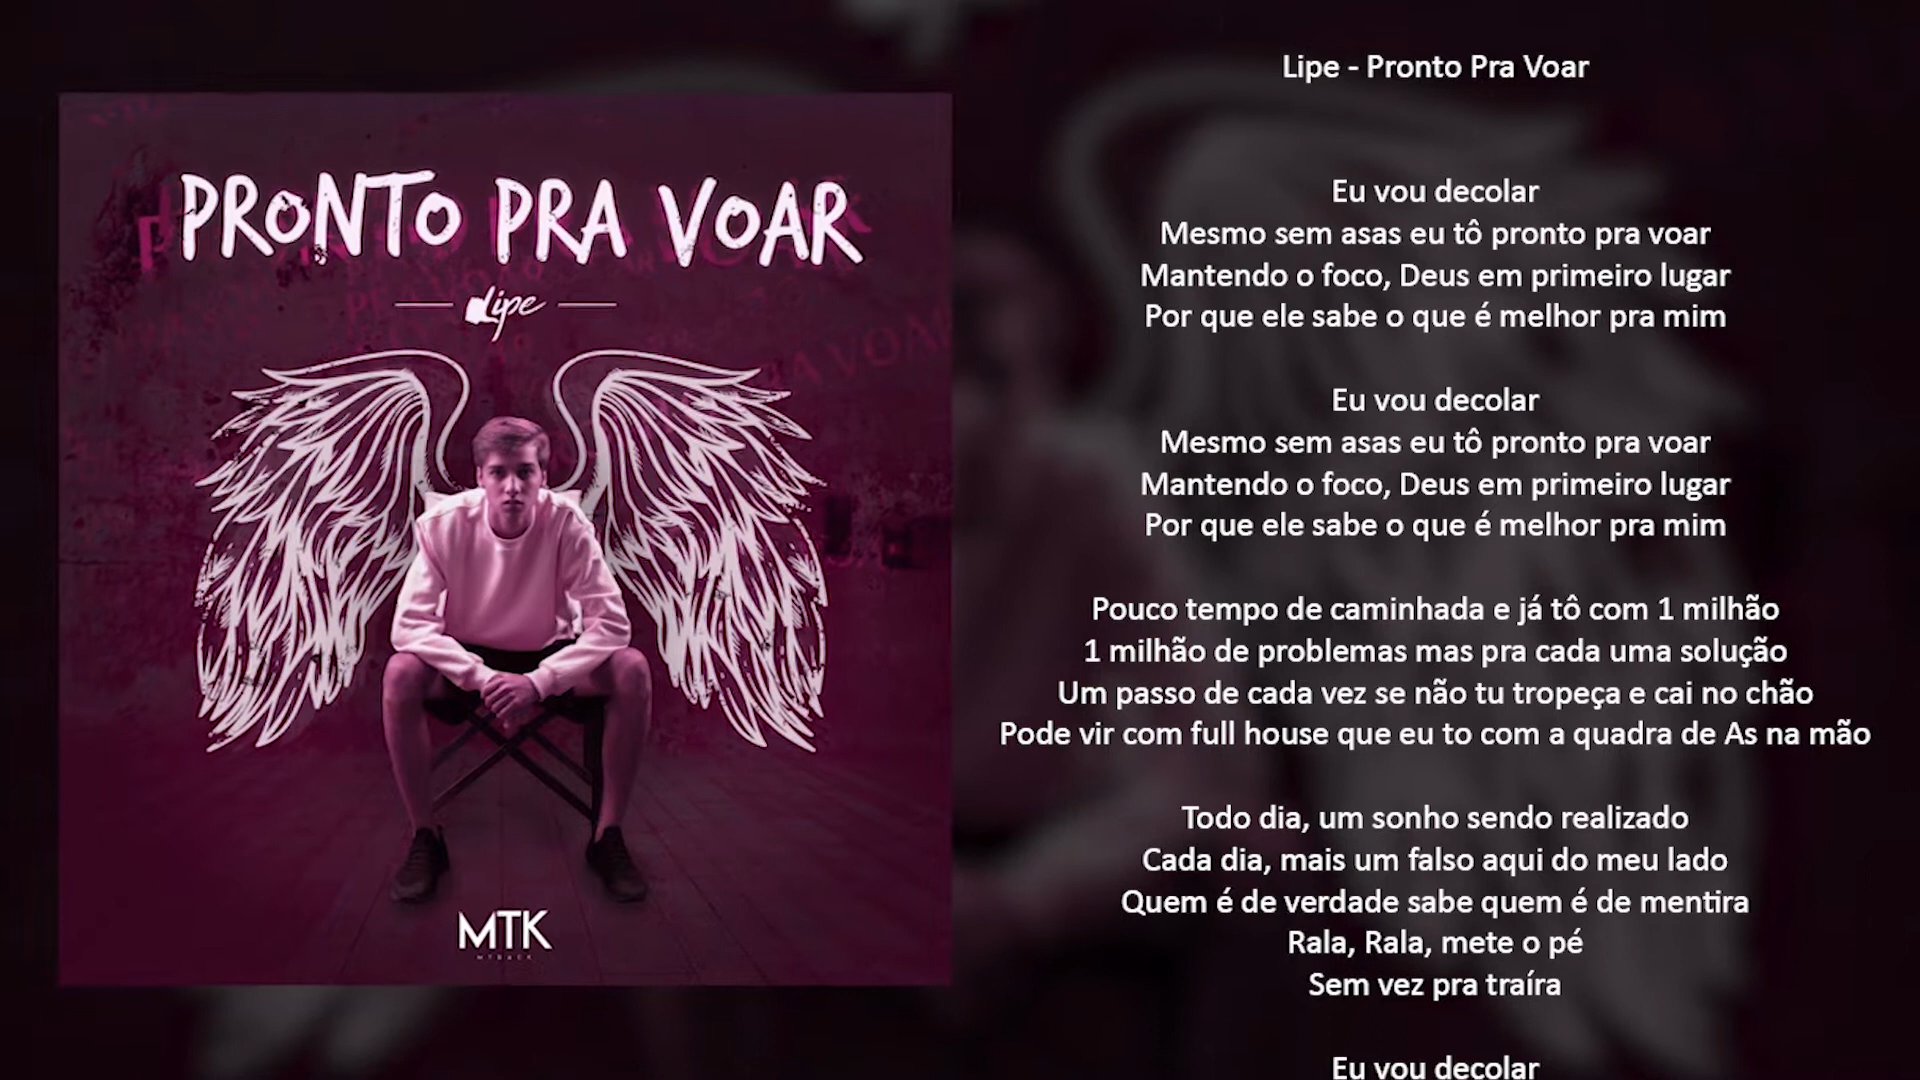 PRONTO PRA VOAR
Lipe
MTK
Lipe - Pronto Pra Voar
Eu vou decolar
Mesmo sem asas eu tô pronto pra voar
Mantendo o foco, Deus em primeiro lugar
Por que ele sabe o que é melhor pra mim
Eu vou decolar
Mesmo sem asas eu tô pronto pra voar
Mantendo o foco, Deus em primeiro lugar
Por que ele sabe o que é melhor pra mim
Pouco tempo de caminhada e já tô com 1 milhão
1 milhão de problemas mas pra cada uma solução
Um passo de cada vez se não tu tropeça e cai no chão
Pode vir com full house que eu to com a quadra de As na mão
Todo dia, um sonho sendo realizado
Cada dia, mais um falso aqui do meu lado
Quem é de verdade sabe quem é de mentira
Rala, Rala, mete o pé
Sem vez pra traíra
Eu vou decolar